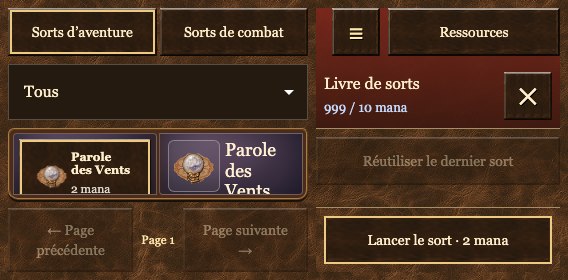 Sorts d’aventure
Sorts de combat
≡
Ressources
Tous
Livre de sorts
999 / 10 mana
×
Parole
des Vents
2 mana
Parole
des
Vents
Réutiliser le dernier sort
← Page
précédente
Page 1
Page suivante
→
Lancer le sort · 2 mana